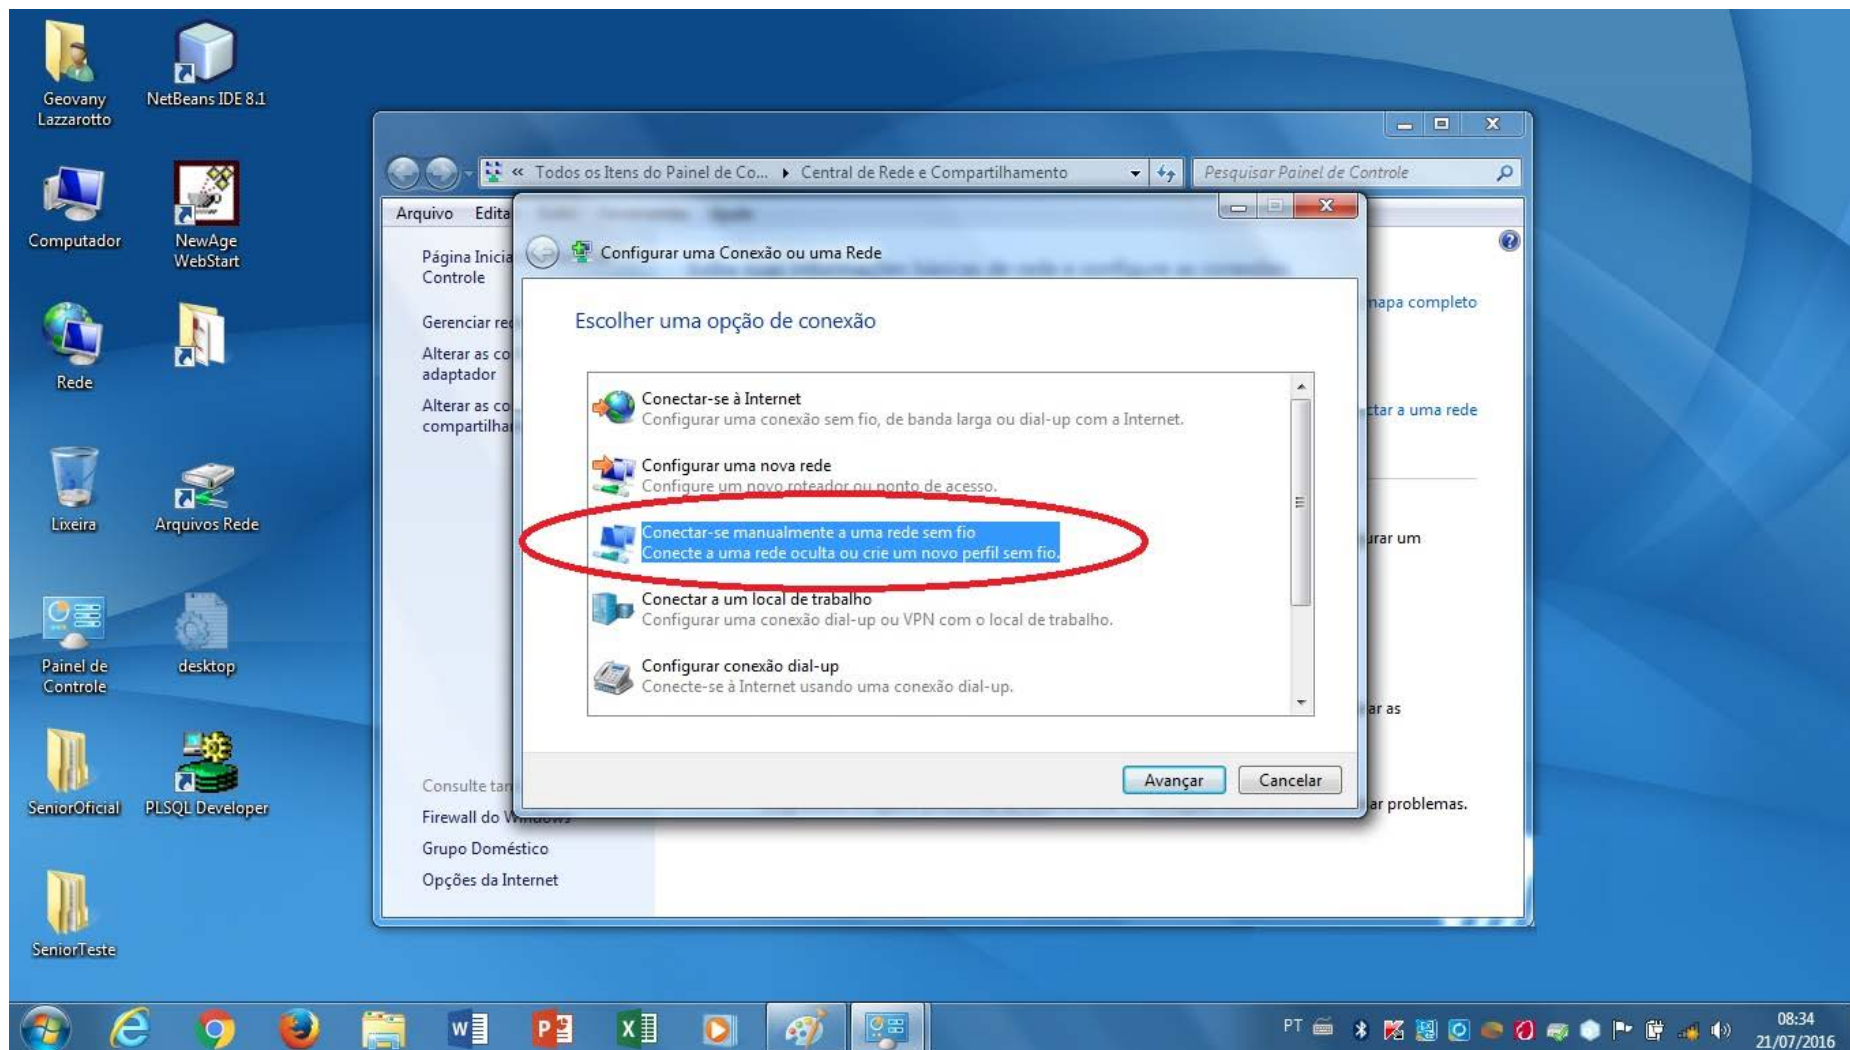 Geovany
Lazzarotto
NetBeans IDE 8.1
Computador
NewAge
WebStart
Rede
Lixeira
Arquivos Rede
Painel de
Controle
desktop
SeniorOficial
PLSQL Developer
SeniorTeste
« Todos os Itens do Painel de Co... Central de Rede e Compartilhamento
Pesquisar Painel de Controle
Arquivo Edita
Página Inicia
Controle
Gerenciar red
Alterar as co
adaptador
Alterar as co
compartilha
Consulte tam
Firewall do Windows
Grupo Doméstico
Opções da Internet
mapa completo
ctar a uma rede
urar um
ar as
ar problemas.
Configurar uma Conexão ou uma Rede
Escolher uma opção de conexão
Conectar-se à Internet
Configurar uma conexão sem fio, de banda larga ou dial-up com a Internet.
Configurar uma nova rede
Configure um novo roteador ou ponto de acesso.
Conectar-se manualmente a uma rede sem fio
Conecte a uma rede oculta ou crie um novo perfil sem fio.
Conectar a um local de trabalho
Configurar uma conexão dial-up ou VPN com o local de trabalho.
Configurar conexão dial-up
Conecte-se à Internet usando uma conexão dial-up.
Avançar
Cancelar
PT
08:34
21/07/2016